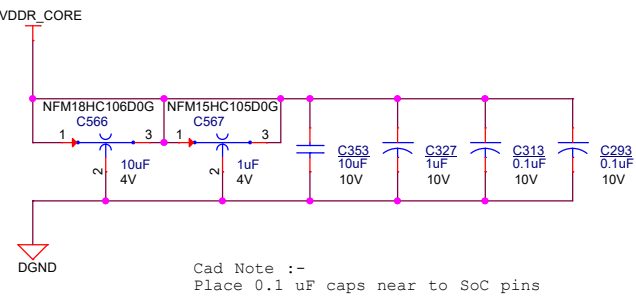 VDDR_CORE
NFM18HC106D0G NFM15HC105D0G
C566 C567
1 3 1 3
C353 C327 C313 C293
10uF 1uF 0.1uF 0.1uF
10V 10V 10V 10V
2 10uF 2 1uF
4V 4V
DGND
Cad Note :-
Place 0.1 uF caps near to SoC pins